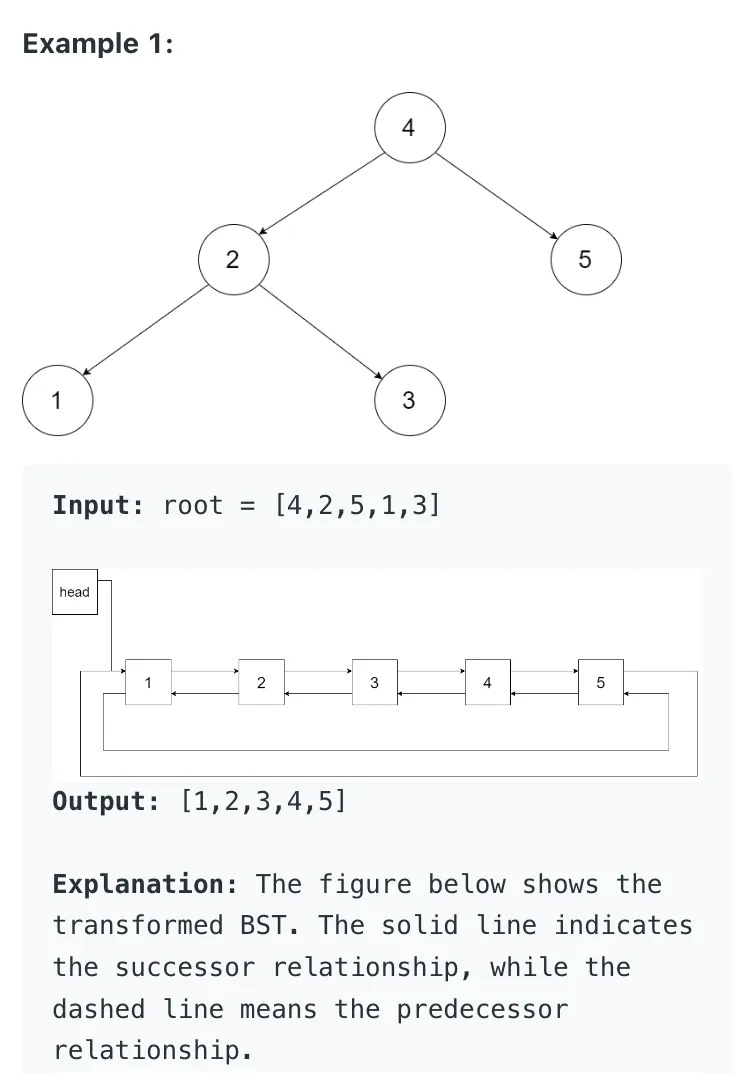 Example 1:
4
2 5
1 3
Input: root = [4,2,5,1,3]
head
1 2 3 4 5
Output: [1,2,3,4,5]
Explanation: The figure below shows the
transformed BST. The solid line indicates
the successor relationship, while the
dashed line means the predecessor
relationship.